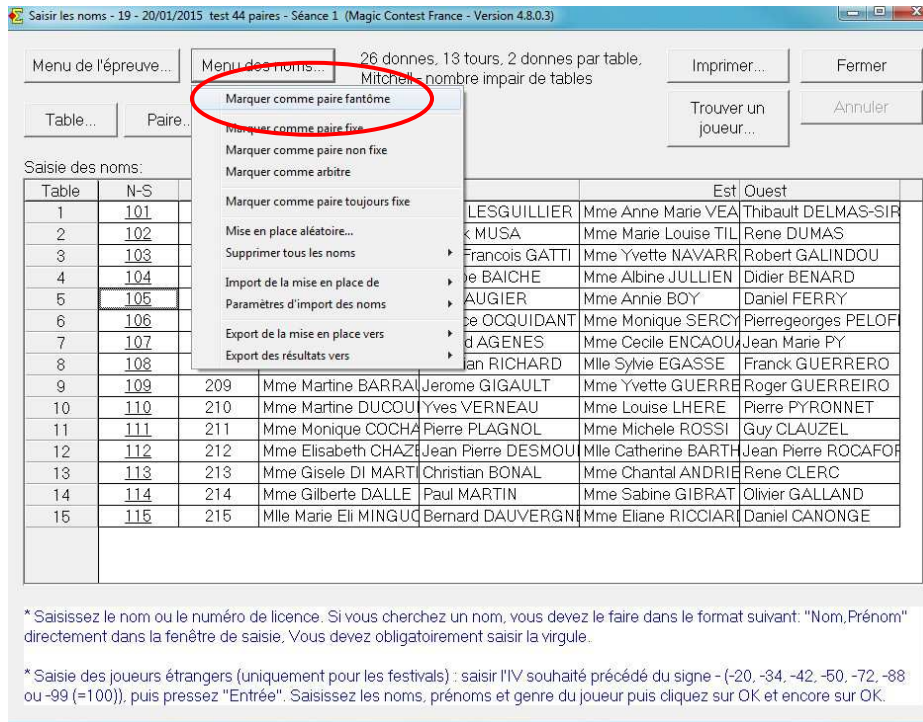 Saisir les noms - 19 - 20/01/2015 test 44 paires - Séance 1 (Magic Contest France - Version 4.8.0.3)
Menu de l'épreuve... Menu des noms... 26 donnes, 13 tours, 2 donnes par table, Imprimer... Fermer
Mitchell - nombre impair de tables
Marquer comme paire fantôme
Table... Paire.. Trouver un joueur... Annuler
Marquer comme paire fixe
Marquer comme paire non fixe
Marquer comme arbitre
Marquer comme paire toujours fixe
Mise en place aléatoire...
Supprimer tous les noms
Import de la mise en place de
Paramètres d'import des noms
Export de la mise en place vers
Export des résultats vers
Saisie des noms:
Table N-S Est Ouest
1 101 LESGUILLIER Mme Anne Marie VEA Thibault DELMAS-SIR
2 102 MUSA Mme Marie Louise TIL Rene DUMAS
3 103 Francois GATTI Mme Yvette NAVARR Robert GALINDOU
4 104 BAICHE Mme Albine JULLIEN Didier BENARD
5 105 AUGIER Mme Annie BOY Daniel FERRY
6 106 OCQUIDANT Mme Monique SERCY Pierregeorges PELOFI
7 107 AGENES Mme Cecile ENCAOU Jean Marie PY
8 108 RICHARD Mlle Sylvie EGASSE Franck GUERRERO
9 109 209 Mme Martine BARRAU Jerome GIGAULT Mme Yvette GUERRE Roger GUERREIRO
10 110 210 Mme Martine DUCOU Yves VERNEAU Mme Louise LHERE Pierre PYRONNET
11 111 211 Mme Monique COCHA Pierre PLAGNOL Mme Michele ROSSI Guy CLAUZEL
12 112 212 Mme Elisabeth CHAZE Jean Pierre DESMOU Mlle Catherine BARTH Jean Pierre ROCAFOR
13 113 213 Mme Gisele DI MARTI Christian BONAL Mme Chantal ANDRIE Rene CLERC
14 114 214 Mme Gilberte DALLE Paul MARTIN Mme Sabine GIBRAT Olivier GALLAND
15 115 215 Mlle Marie Eli MINGUO Bernard DAUVERGNE Mme Eliane RICCIARD Daniel CANONGE
* Saisissez le nom ou le numéro de licence. Si vous cherchez un nom, vous devez le faire dans le format suivant: "Nom,Prénom"
directement dans la fenêtre de saisie, Vous devez obligatoirement saisir la virgule.
* Saisie des joueurs étrangers (uniquement pour les festivals) : saisir l'IV souhaité précédé du signe - (-20, -34, -42, -50, -72, -88
ou -99 (=100)), puis pressez "Entrée". Saisissez les noms, prénoms et genre du joueur puis cliquez sur OK et encore sur OK.